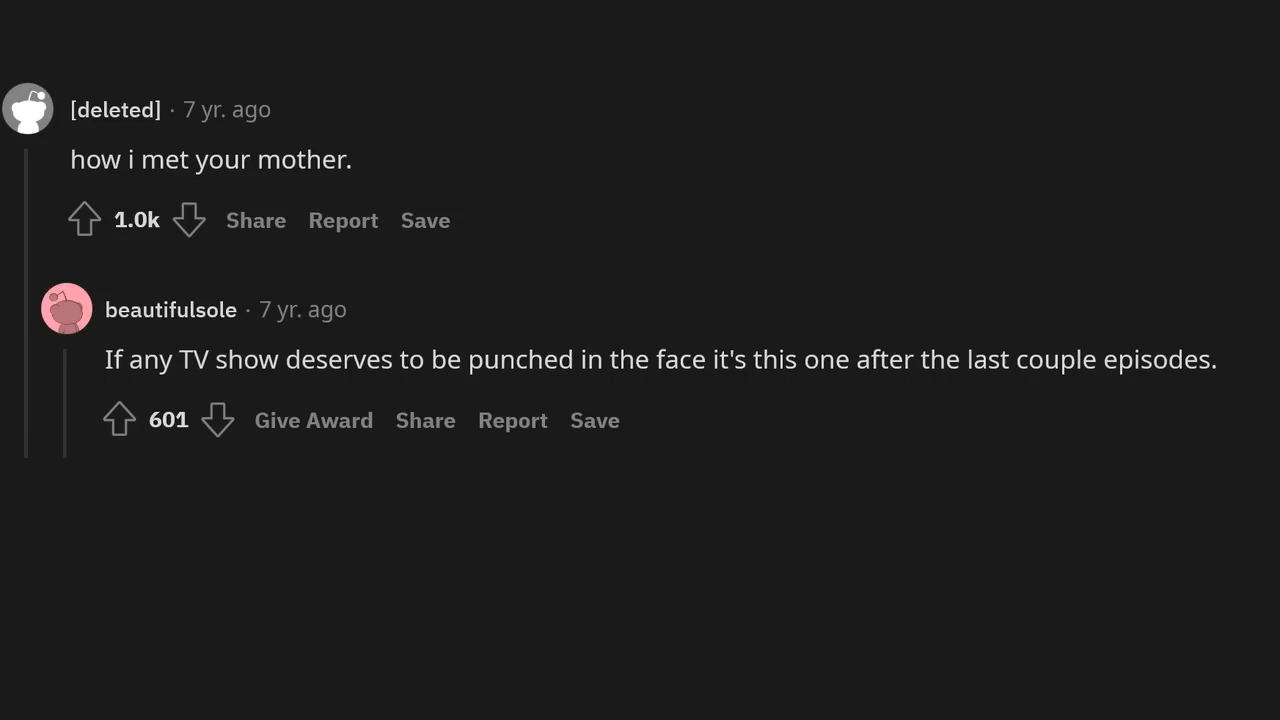 [deleted] · 7 yr. ago
how i met your mother.
1.0k Share Report Save
beautifulsole · 7 yr. ago
If any TV show deserves to be punched in the face it's this one after the last couple episodes.
601 Give Award Share Report Save